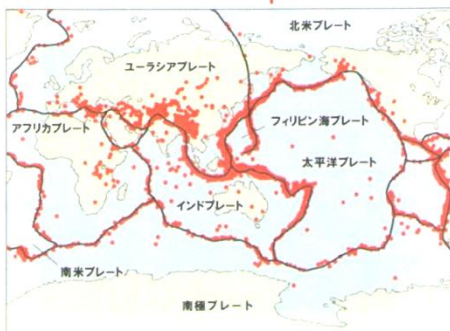 北米プレート
ユーラシアプレート
アフリカプレート
フィリピン海プレート
太平洋プレート
インドプレート
南米プレート
南極プレート